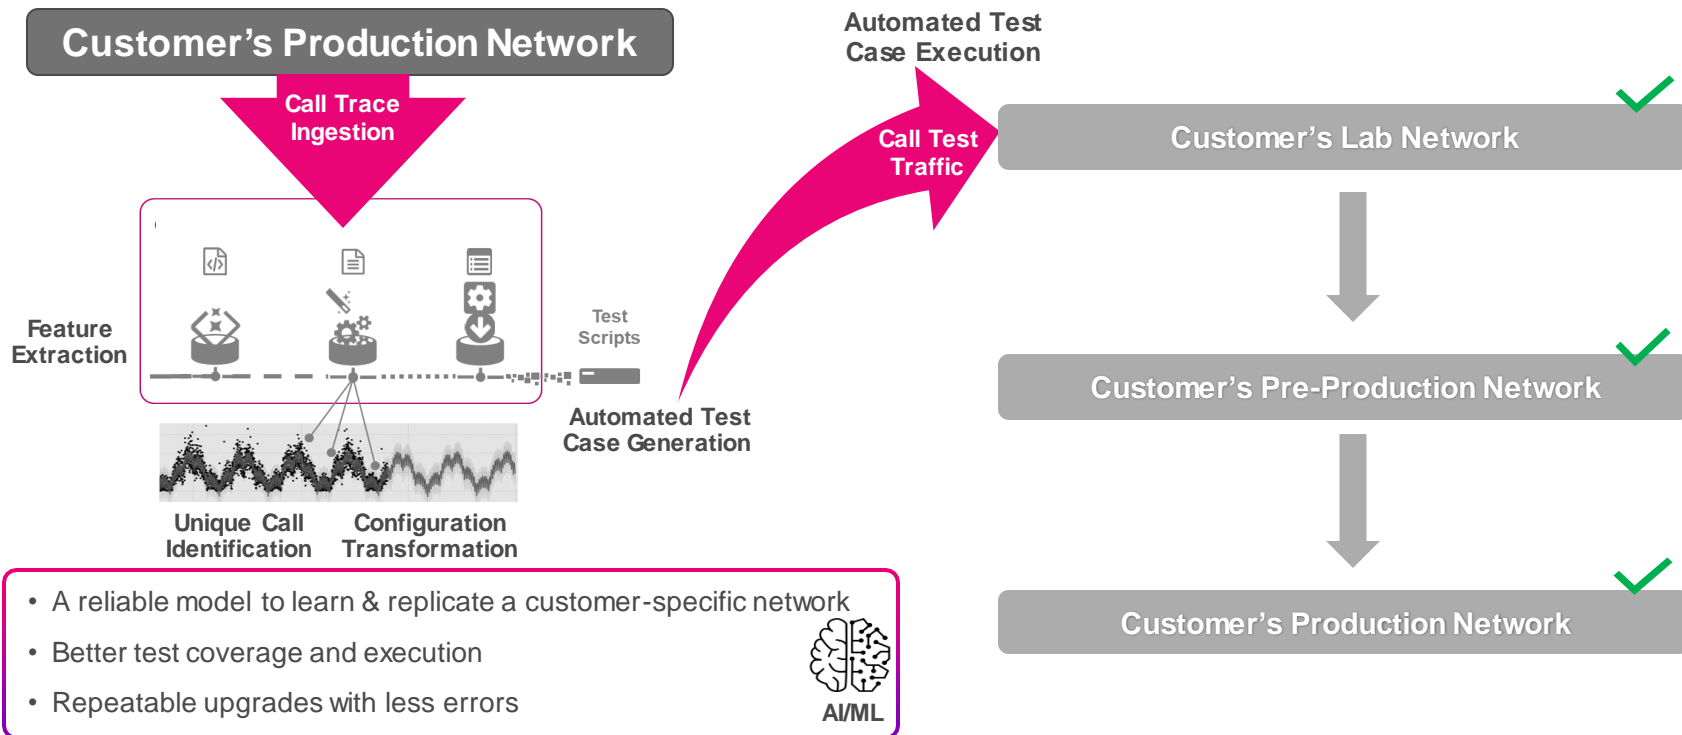 Customer’s Production Network
Call Trace
Ingestion
Feature
Extraction
Test
Scripts
Automated Test
Case Generation
Unique Call
Identification
Configuration
Transformation
• A reliable model to learn & replicate a customer-specific network
• Better test coverage and execution
• Repeatable upgrades with less errors
AI/ML
Automated Test
Case Execution
Call Test
Traffic
Customer’s Lab Network
Customer’s Pre-Production Network
Customer’s Production Network